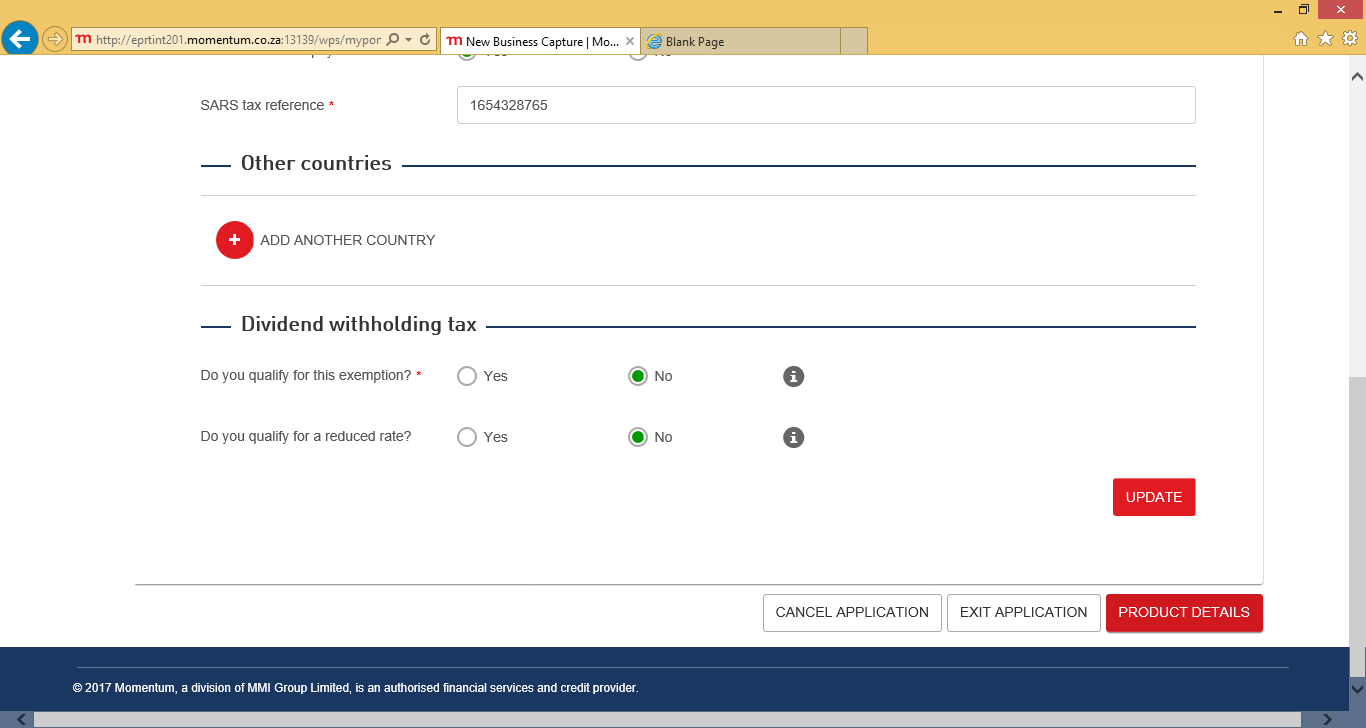 http://eprtint201.momentum.co.za:13139/wps/mypor
m New Business Capture | Mo...
Blank Page
SARS tax reference *
1654328765
Other countries
+ ADD ANOTHER COUNTRY
Dividend withholding tax
Do you qualify for this exemption? * Yes No
Do you qualify for a reduced rate? Yes No
UPDATE
CANCEL APPLICATION EXIT APPLICATION PRODUCT DETAILS
© 2017 Momentum, a division of MMI Group Limited, is an authorised financial services and credit provider.